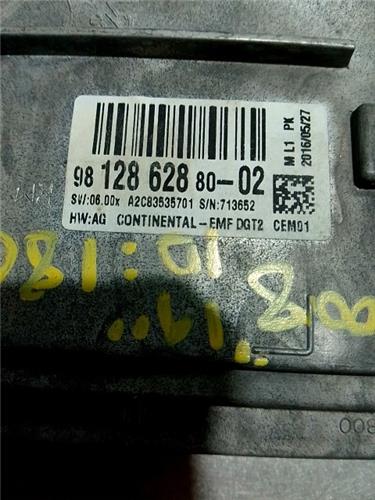 98 128 628 80-02
SW:06.00x A2C83535701 S/N:713652
HW:AG CONTINENTAL-EMF DGT2 CEM01
ML1 PK
2016/05/27